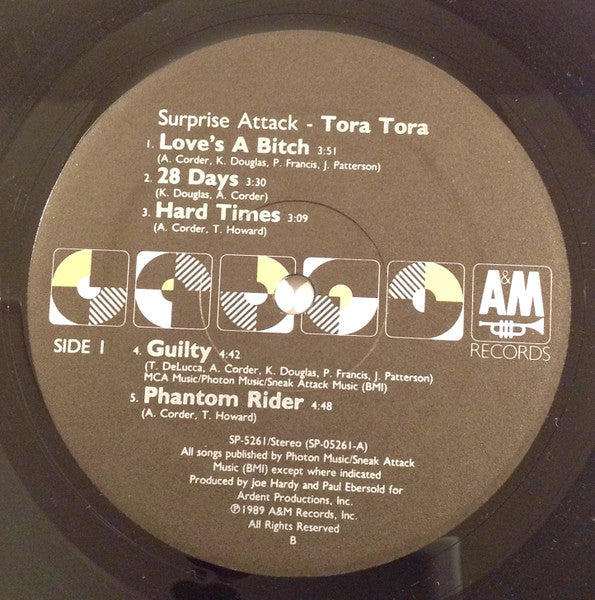 Surprise Attack - Tora Tora
1. Love's A Bitch 3:51
(A. Corder, K. Douglas, P. Francis, J. Patterson)
2. 28 Days 3:30
(K. Douglas, A. Corder)
3. Hard Times 3:09
(A. Corder, T. Howard)
A&M
RECORDS
SIDE I
4. Guilty 4:42
(T. DeLucca, A. Corder, K. Douglas, P. Francis, J. Patterson)
MCA Music/Photon Music/Sneak Attack Music (BMI)
5. Phantom Rider 4:48
(A. Corder, T. Howard)
SP-5261/Stereo (SP-05261-A)
All songs published by Photon Music/Sneak Attack
Music (BMI) except where indicated
Produced by Joe Hardy and Paul Ebersold for
Ardent Productions, Inc.
℗1989 A&M Records, Inc.
All Rights Reserved
B